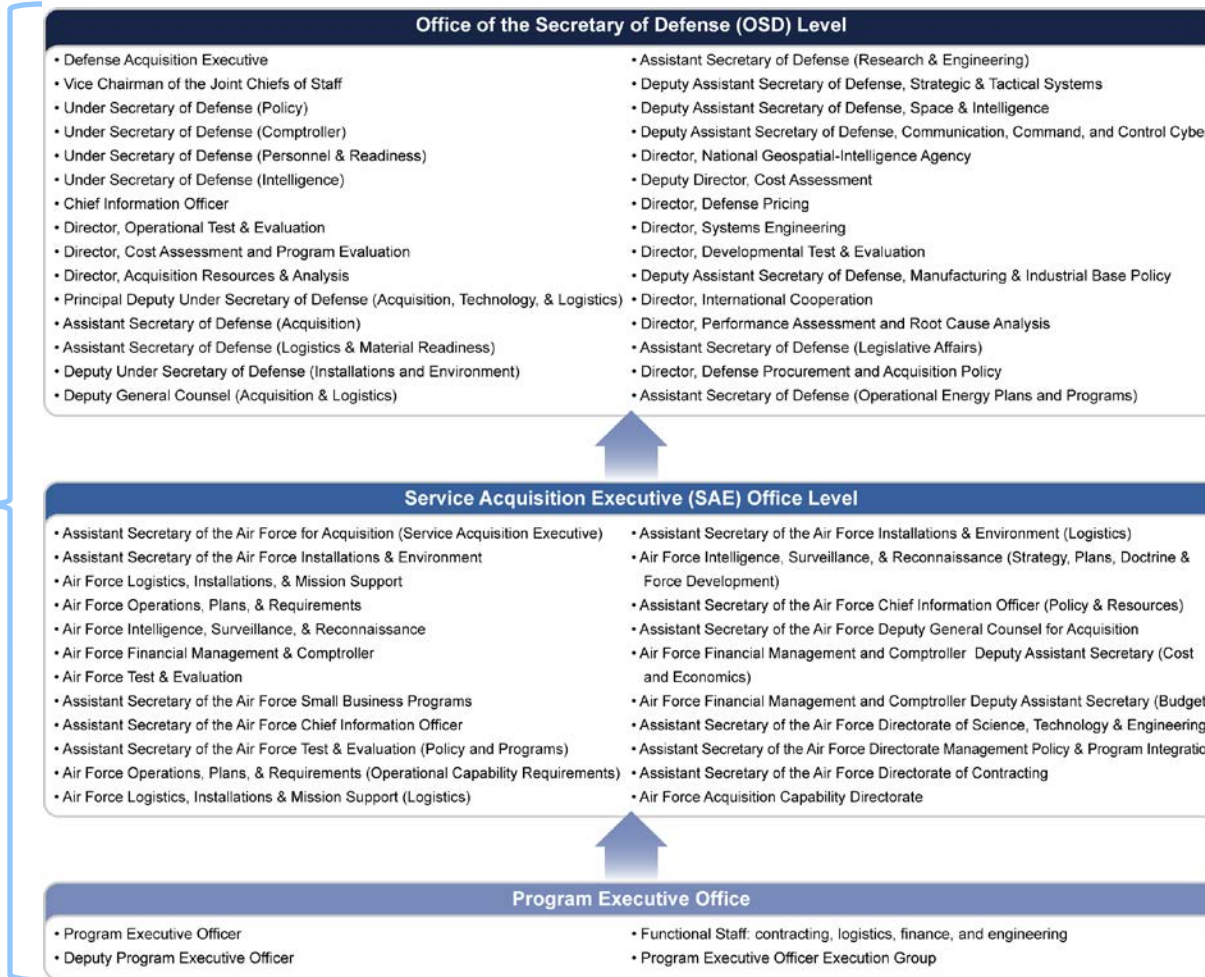 Office of the Secretary of Defense (OSD) Level
• Defense Acquisition Executive
• Vice Chairman of the Joint Chiefs of Staff
• Under Secretary of Defense (Policy)
• Under Secretary of Defense (Comptroller)
• Under Secretary of Defense (Personnel & Readiness)
• Under Secretary of Defense (Intelligence)
• Chief Information Officer
• Director, Operational Test & Evaluation
• Director, Cost Assessment and Program Evaluation
• Director, Acquisition Resources & Analysis
• Principal Deputy Under Secretary of Defense (Acquisition, Technology, & Logistics)
• Assistant Secretary of Defense (Acquisition)
• Assistant Secretary of Defense (Logistics & Material Readiness)
• Deputy Under Secretary of Defense (Installations and Environment)
• Deputy General Counsel (Acquisition & Logistics)
• Assistant Secretary of Defense (Research & Engineering)
• Deputy Assistant Secretary of Defense, Strategic & Tactical Systems
• Deputy Assistant Secretary of Defense, Space & Intelligence
• Deputy Assistant Secretary of Defense, Communication, Command, and Control Cybe
• Director, National Geospatial-Intelligence Agency
• Deputy Director, Cost Assessment
• Director, Defense Pricing
• Director, Systems Engineering
• Director, Developmental Test & Evaluation
• Deputy Assistant Secretary of Defense, Manufacturing & Industrial Base Policy
• Director, International Cooperation
• Director, Performance Assessment and Root Cause Analysis
• Assistant Secretary of Defense (Legislative Affairs)
• Director, Defense Procurement and Acquisition Policy
• Assistant Secretary of Defense (Operational Energy Plans and Programs)
Service Acquisition Executive (SAE) Office Level
• Assistant Secretary of the Air Force for Acquisition (Service Acquisition Executive)
• Assistant Secretary of the Air Force Installations & Environment
• Air Force Logistics, Installations, & Mission Support
• Air Force Operations, Plans, & Requirements
• Air Force Intelligence, Surveillance, & Reconnaissance
• Air Force Financial Management & Comptroller
• Air Force Test & Evaluation
• Assistant Secretary of the Air Force Small Business Programs
• Assistant Secretary of the Air Force Chief Information Officer
• Assistant Secretary of the Air Force Test & Evaluation (Policy and Programs)
• Air Force Operations, Plans, & Requirements (Operational Capability Requirements)
• Air Force Logistics, Installations & Mission Support (Logistics)
• Assistant Secretary of the Air Force Installations & Environment (Logistics)
• Air Force Intelligence, Surveillance, & Reconnaissance (Strategy, Plans, Doctrine &
Force Development)
• Assistant Secretary of the Air Force Chief Information Officer (Policy & Resources)
• Assistant Secretary of the Air Force Deputy General Counsel for Acquisition
• Air Force Financial Management and Comptroller Deputy Assistant Secretary (Cost
and Economics)
• Air Force Financial Management and Comptroller Deputy Assistant Secretary (Budget
• Assistant Secretary of the Air Force Directorate of Science, Technology & Engineering
• Assistant Secretary of the Air Force Directorate Management Policy & Program Integratio
• Assistant Secretary of the Air Force Directorate of Contracting
• Air Force Acquisition Capability Directorate
Program Executive Office
• Program Executive Officer
• Deputy Program Executive Officer
• Functional Staff: contracting, logistics, finance, and engineering
• Program Executive Officer Execution Group